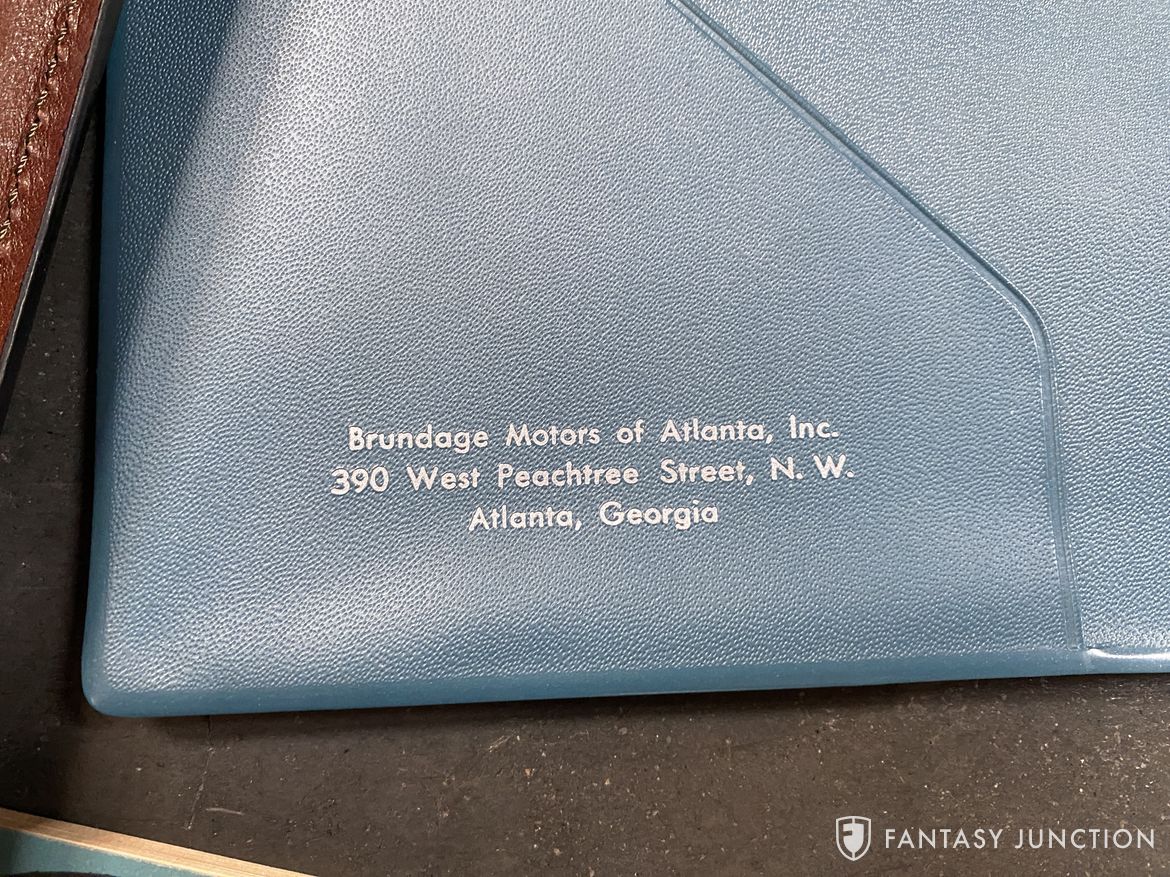 Brundage Motors of Atlanta, Inc.
390 West Peachtree Street, N. W.
Atlanta, Georgia
FANTASY JUNCTION